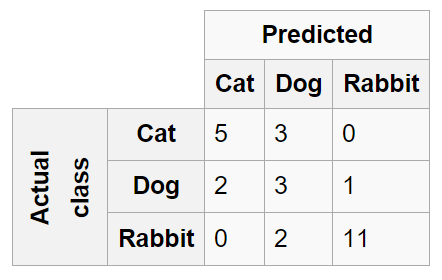 Predicted
Cat Dog Rabbit
Actual
class
Cat 5 3 0
Dog 2 3 1
Rabbit 0 2 11